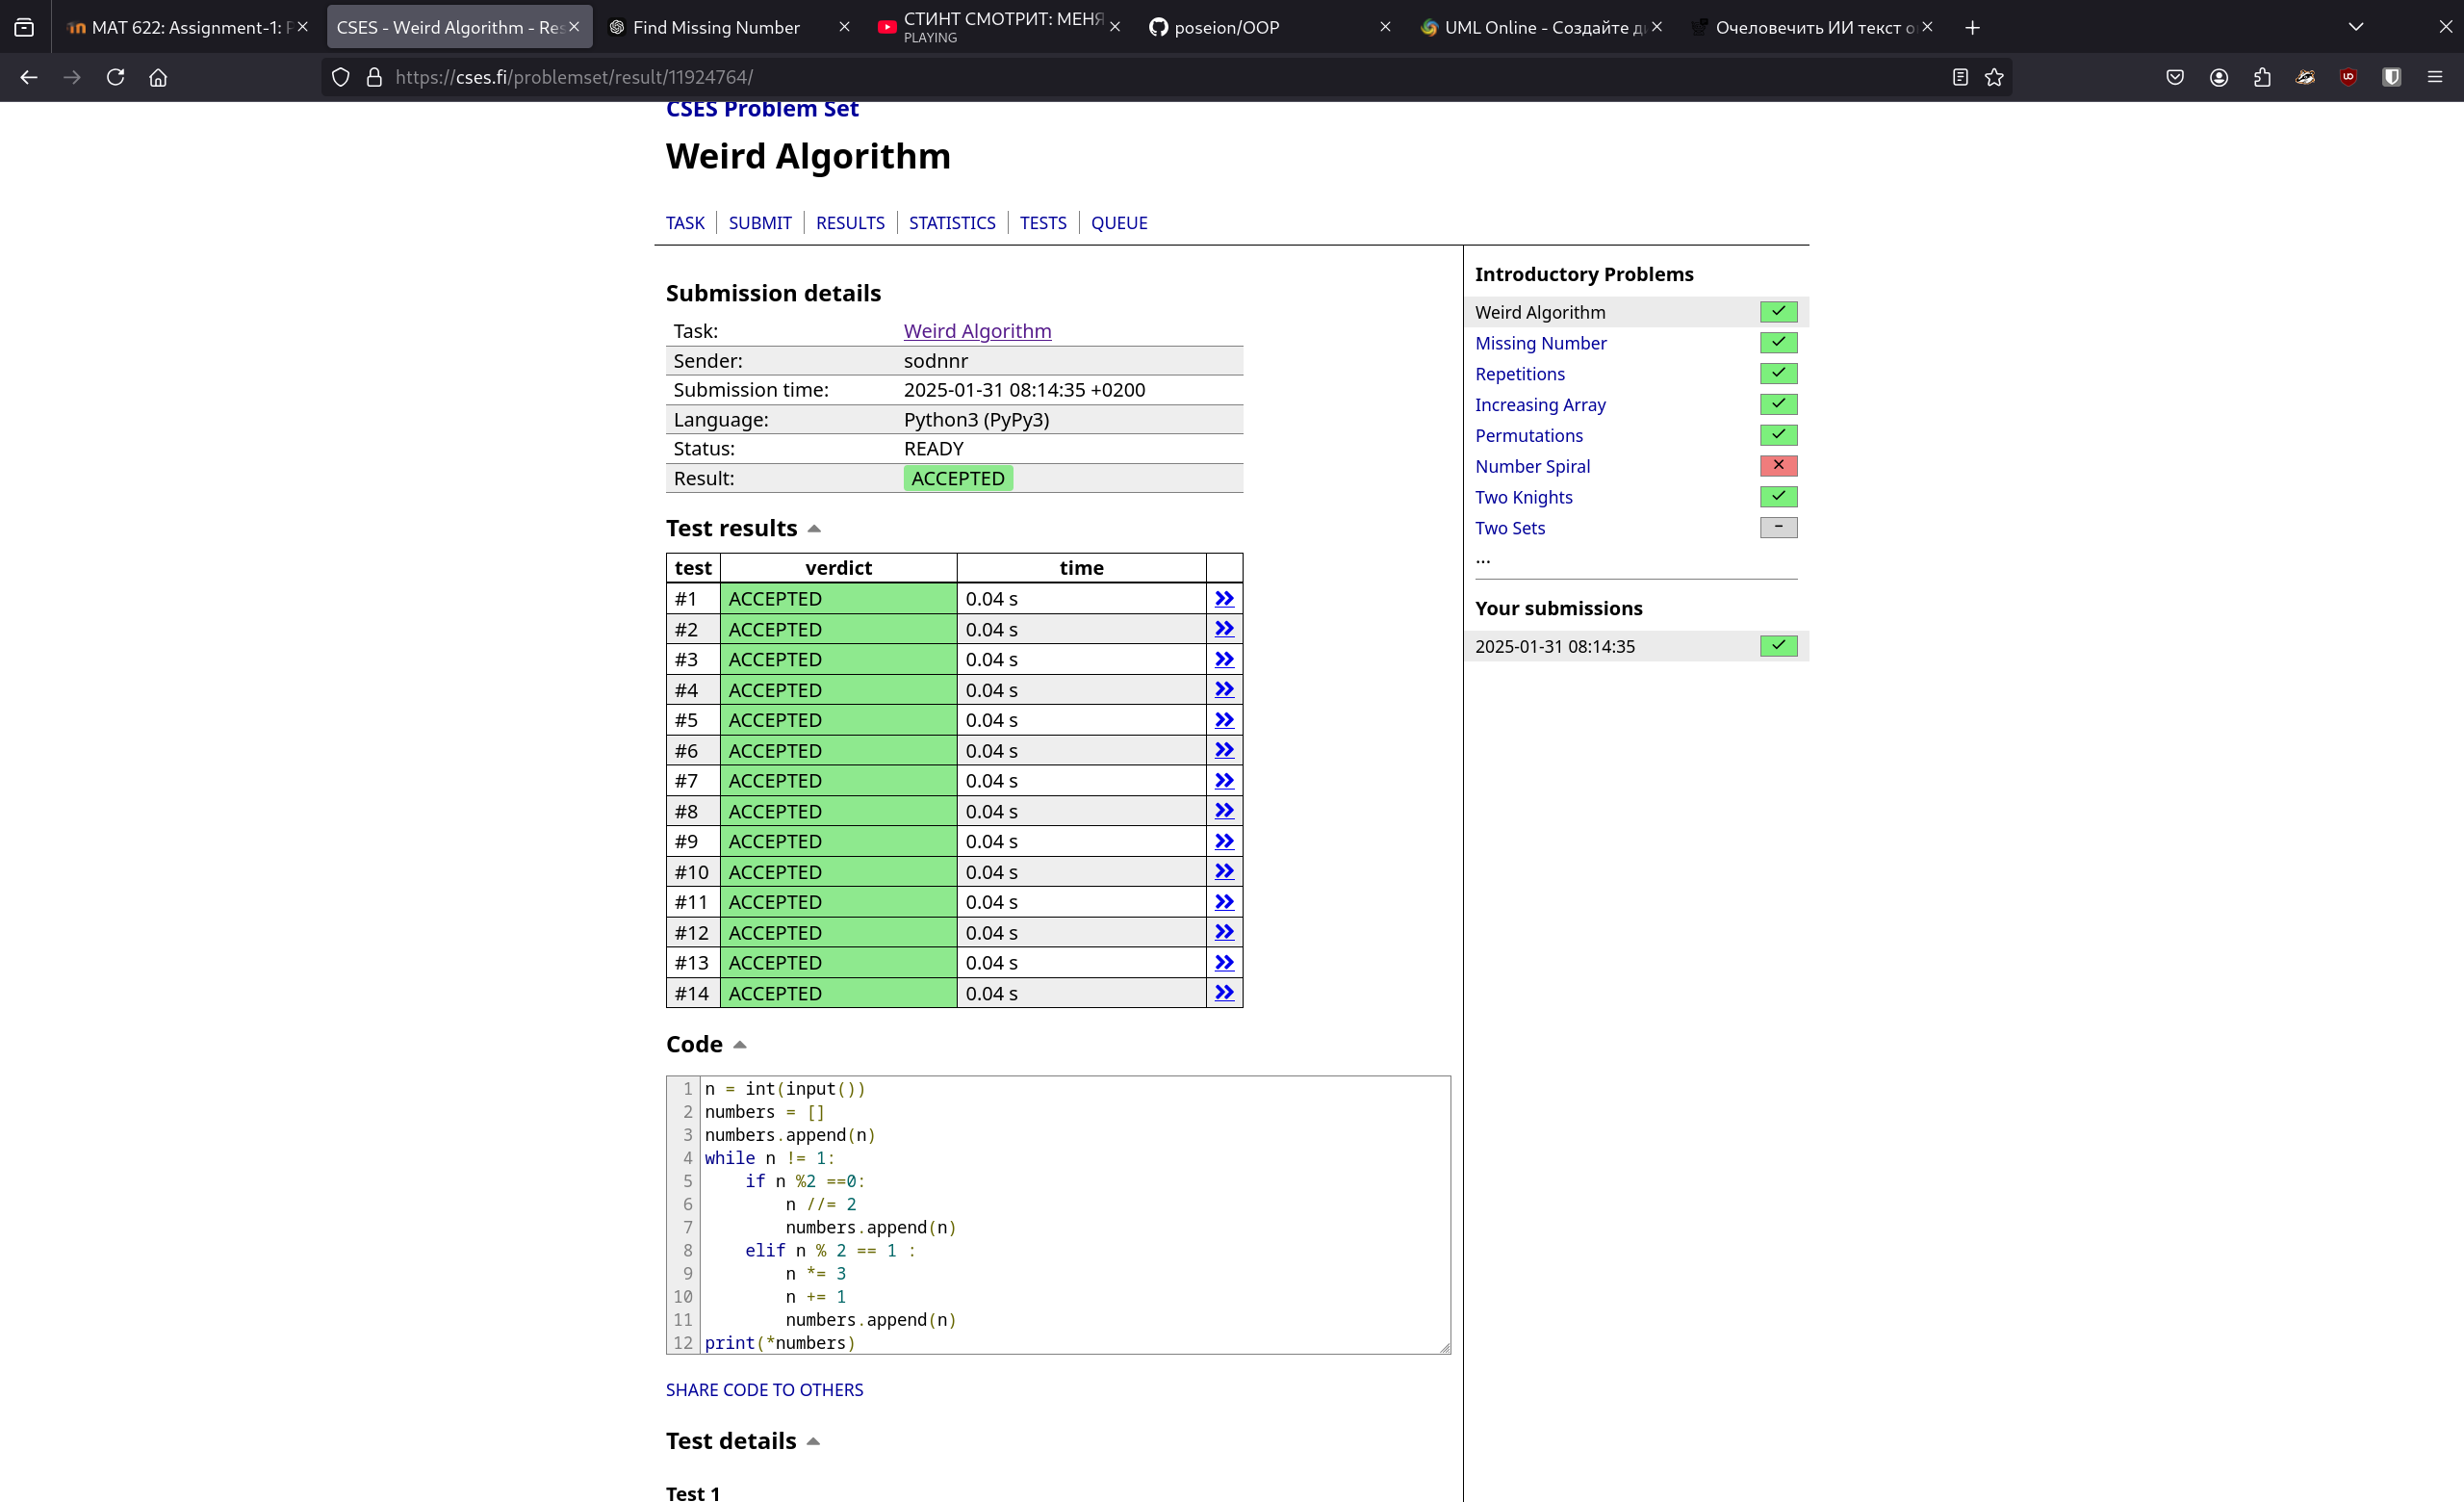 MAT 622: Assignment-1: P
CSES - Weird Algorithm - Res
Find Missing Number
СТИНТ СМОТРИТ: МЕНЯ
PLAYING
poseion/OOP
UML Online - Создайте ди
Очеловечить ИИ текст о
https://cses.fi/problemset/result/11924764/
CSES Problem Set
Weird Algorithm
TASK
SUBMIT
RESULTS
STATISTICS
TESTS
QUEUE
Submission details
Task: Weird Algorithm
Sender: sodnnr
Submission time: 2025-01-31 08:14:35 +0200
Language: Python3 (PyPy3)
Status: READY
Result: ACCEPTED
Test results
test verdict time
#1 ACCEPTED 0.04 s »
#2 ACCEPTED 0.04 s »
#3 ACCEPTED 0.04 s »
#4 ACCEPTED 0.04 s »
#5 ACCEPTED 0.04 s »
#6 ACCEPTED 0.04 s »
#7 ACCEPTED 0.04 s »
#8 ACCEPTED 0.04 s »
#9 ACCEPTED 0.04 s »
#10 ACCEPTED 0.04 s »
#11 ACCEPTED 0.04 s »
#12 ACCEPTED 0.04 s »
#13 ACCEPTED 0.04 s »
#14 ACCEPTED 0.04 s »
Code
1 n = int(input())
2 numbers = []
3 numbers.append(n)
4 while n != 1:
5     if n %2 ==0:
6         n //= 2
7         numbers.append(n)
8     elif n % 2 == 1 :
9         n *= 3
10         n += 1
11         numbers.append(n)
12 print(*numbers)
SHARE CODE TO OTHERS
Test details
Test 1
Introductory Problems
Weird Algorithm
Missing Number
Repetitions
Increasing Array
Permutations
Number Spiral
Two Knights
Two Sets
...
Your submissions
2025-01-31 08:14:35